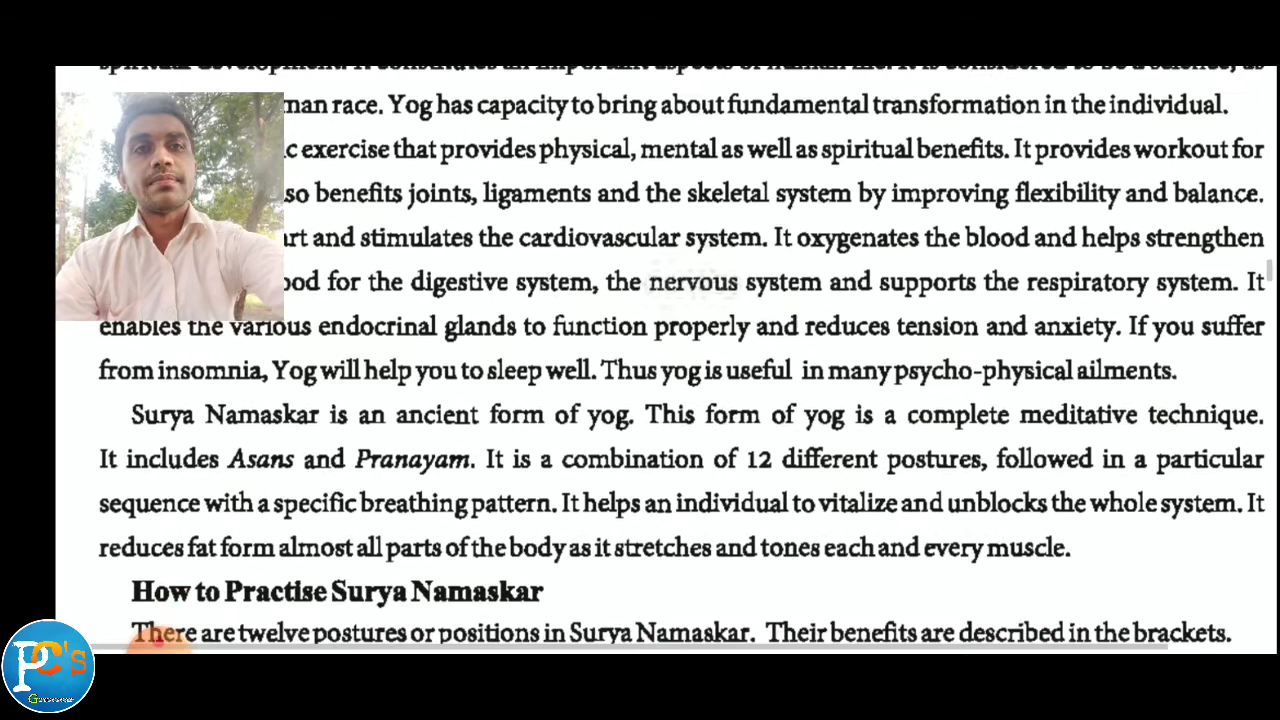 man race. Yog has capacity to bring about fundamental transformation in the individual.
c exercise that provides physical, mental as well as spiritual benefits. It provides workout for
so benefits joints, ligaments and the skeletal system by improving flexibility and balance.
art and stimulates the cardiovascular system. It oxygenates the blood and helps strengthen
ood for the digestive system, the nervous system and supports the respiratory system. It
enables the various endocrinal glands to function properly and reduces tension and anxiety. If you suffer
from insomnia, Yog will help you to sleep well. Thus yog is useful in many psycho-physical ailments.
Surya Namaskar is an ancient form of yog. This form of yog is a complete meditative technique.
It includes Asans and Pranayam. It is a combination of 12 different postures, followed in a particular
sequence with a specific breathing pattern. It helps an individual to vitalize and unblocks the whole system. It
reduces fat form almost all parts of the body as it stretches and tones each and every muscle.
How to Practise Surya Namaskar
There are twelve postures or positions in Surya Namaskar. Their benefits are described in the brackets.
PC's